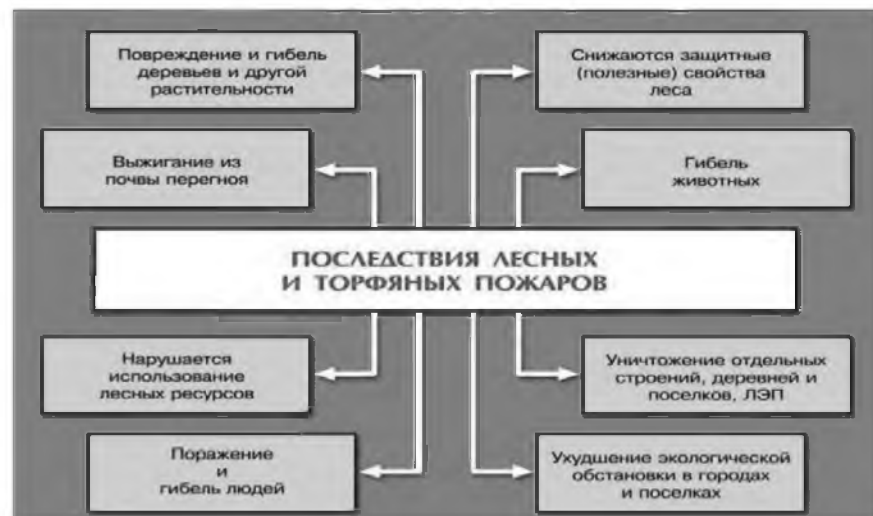 Повреждение и гибель
деревьев и другой
растительности
Снижаются защитные
(полезные) свойства
леса
Выжигание из
почвы перегноя
Гибель
животных
ПОСЛЕДСТВИЯ ЛЕСНЫХ
И ТОРФЯНЫХ ПОЖАРОВ
Нарушается
использование
лесных ресурсов
Уничтожение отдельных
строений, деревней и
поселков, ЛЭП
Поражение
и
гибель людей
Ухудшение экологической
обстановки в городах
и поселках